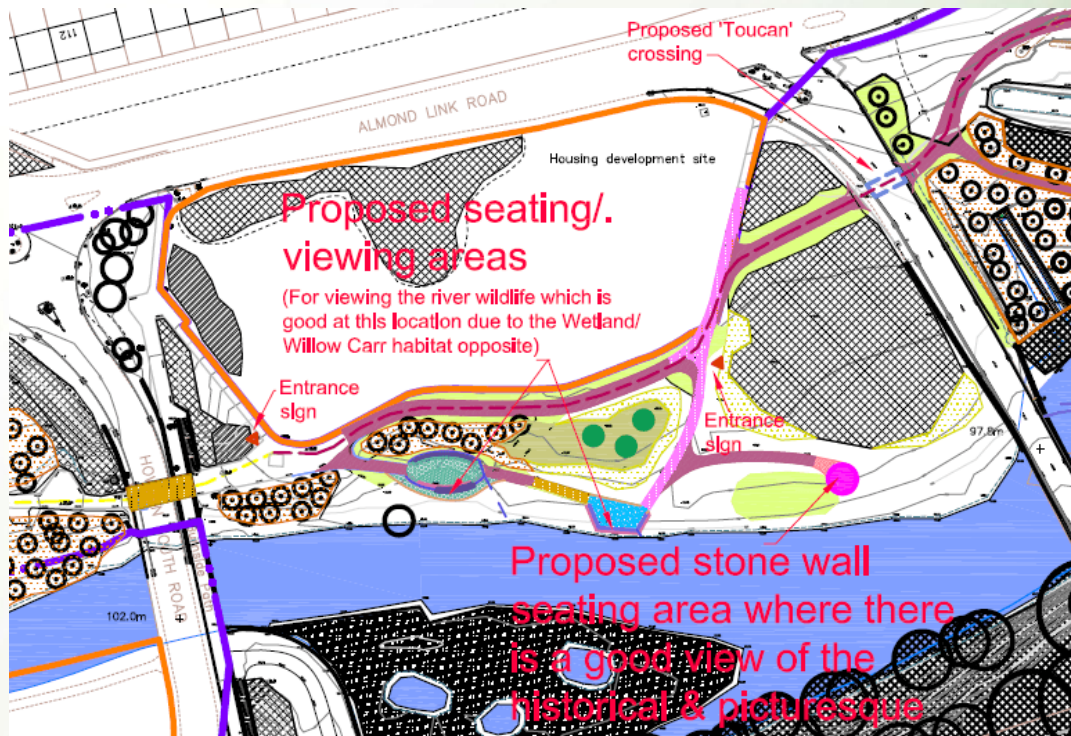 112
Proposed 'Toucan'
crossing
ALMOND LINK ROAD
Housing development site
Proposed seating/.
viewing areas
(For viewing the river wildlife which is
good at this location due to the Wetland/
Willow Carr habitat opposite)
Entrance
sign
Entrance
sign
97.8m
SOUTH ROAD
102.0m
Proposed stone wall
seating area where there
is a good view of the
historical & picturesque